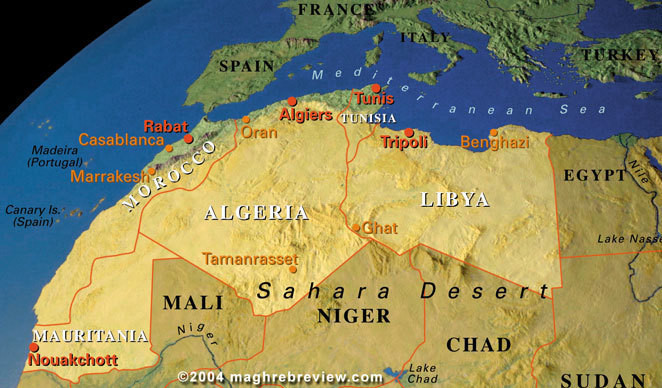 FRANCE
ITALY
SPAIN
TURKEY
Mediterranean Sea
Tunis
Algiers
TUNISIA
Rabat
Oran
Casablanca
Tripoli
Benghazi
Madeira
(Portugal)
Marrakesh
MOROCCO
EGYPT
Nile
LIBYA
ALGERIA
Canary Is.
(Spain)
Ghat
Lake Nasse
Tamanrasset
Sahara Desert
MALI
NIGER
MAURITANIA
Niger
CHAD
Nouakchott
Lake
Chad
SUDAN
©2004 maghrebreview.com